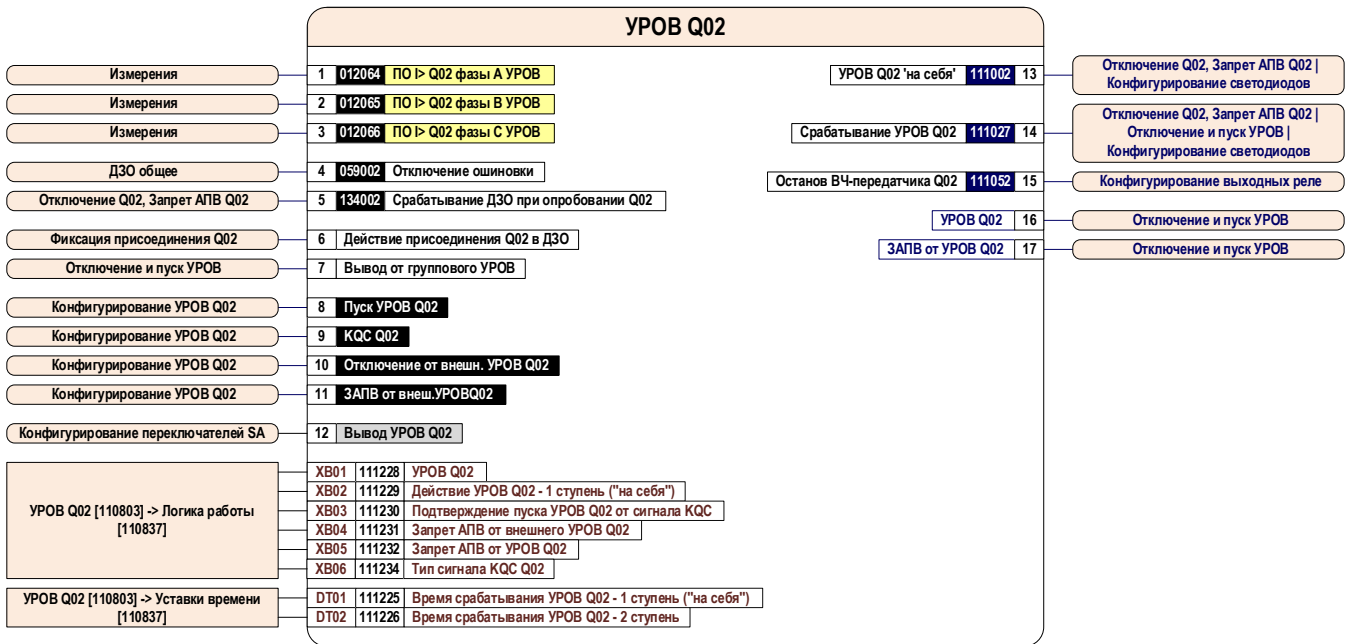 УРОВ Q02
Измерения 1 012064 ПО I> Q02 фазы А УРОВ
Измерения 2 012065 ПО I> Q02 фазы В УРОВ
Измерения 3 012066 ПО I> Q02 фазы С УРОВ
ДЗО общее 4 059002 Отключение ошиновки
Отключение Q02, Запрет АПВ Q02 5 134002 Срабатывание ДЗО при опробовании Q02
Фиксация присоединения Q02 6 Действие присоединения Q02 в ДЗО
Отключение и пуск УРОВ 7 Вывод от группового УРОВ
Конфигурирование УРОВ Q02 8 Пуск УРОВ Q02
Конфигурирование УРОВ Q02 9 KQC Q02
Конфигурирование УРОВ Q02 10 Отключение от внешн. УРОВ Q02
Конфигурирование УРОВ Q02 11 ЗАПВ от внеш.УРОВQ02
Конфигурирование переключателей SA 12 Вывод УРОВ Q02
УРОВ Q02 [110803] -> Логика работы
[110837]
XB01 111228 УРОВ Q02
XB02 111229 Действие УРОВ Q02 - 1 ступень ("на себя")
XB03 111230 Подтверждение пуска УРОВ Q02 от сигнала KQC
XB04 111231 Запрет АПВ от внешнего УРОВ Q02
XB05 111232 Запрет АПВ от УРОВ Q02
XB06 111234 Тип сигнала KQC Q02
УРОВ Q02 [110803] -> Уставки времени
[110837]
DT01 111225 Время срабатывания УРОВ Q02 - 1 ступень ("на себя")
DT02 111226 Время срабатывания УРОВ Q02 - 2 ступень
УРОВ Q02 'на себя' 111002 13
Отключение Q02, Запрет АПВ Q02 |
Конфигурирование светодиодов
Срабатывание УРОВ Q02 111027 14
Отключение Q02, Запрет АПВ Q02 |
Отключение и пуск УРОВ |
Конфигурирование светодиодов
Останов ВЧ-передатчика Q02 111052 15 Конфигурирование выходных реле
УРОВ Q02 16 Отключение и пуск УРОВ
ЗАПВ от УРОВ Q02 17 Отключение и пуск УРОВ